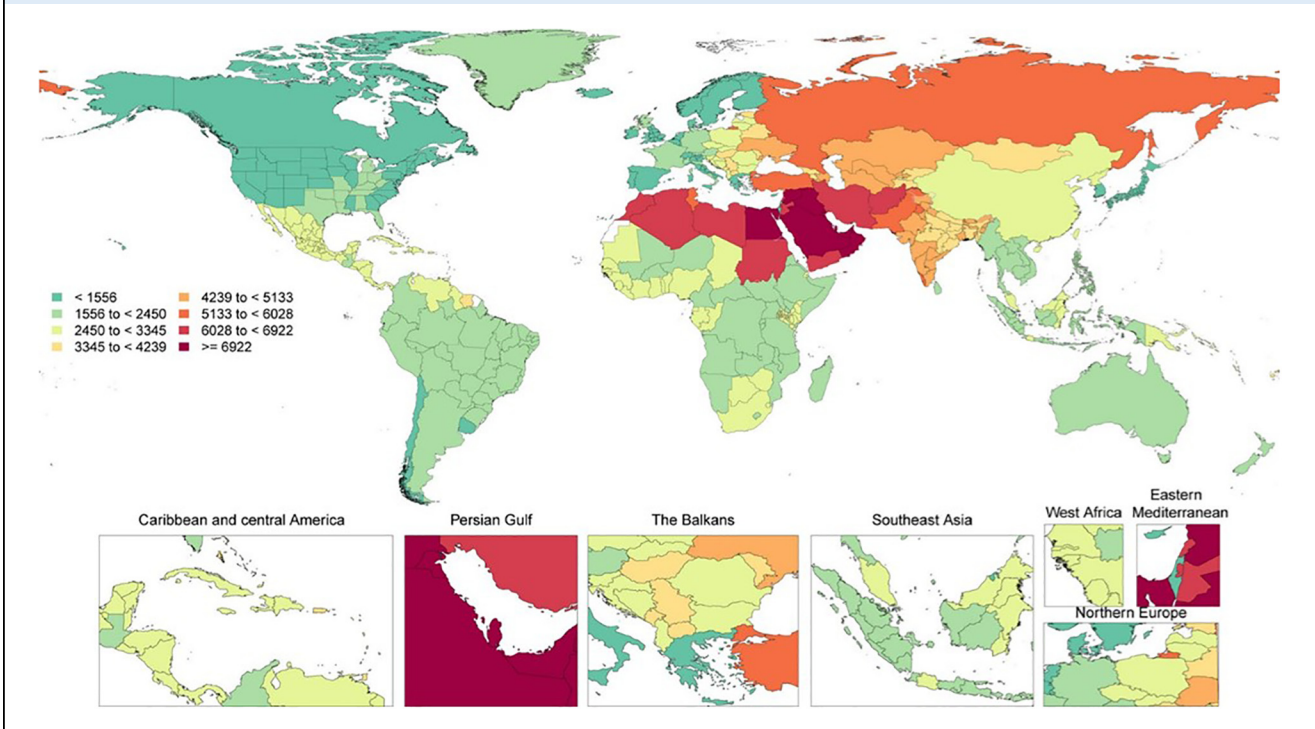 < 1556
1556 to < 2450
2450 to < 3345
3345 to < 4239
4239 to < 5133
5133 to < 6028
6028 to < 6922
>= 6922
Caribbean and central America
Persian Gulf
The Balkans
Southeast Asia
West Africa
Eastern
Mediterranean
Northern Europe